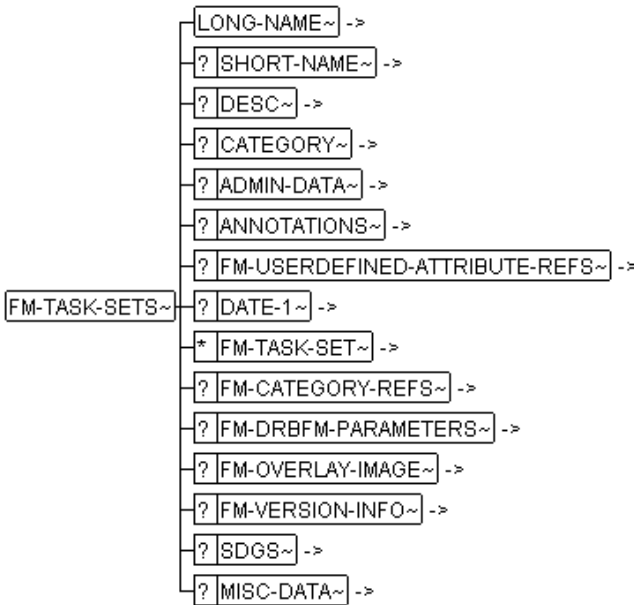 LONG-NAME~ ->
? SHORT-NAME~ ->
? DESC~ ->
? CATEGORY~ ->
? ADMIN-DATA~ ->
? ANNOTATIONS~ ->
? FM-USERDEFINED-ATTRIBUTE-REFS~ ->
FM-TASK-SETS~ ? DATE-1~ ->
* FM-TASK-SET~ ->
? FM-CATEGORY-REFS~ ->
? FM-DRBFM-PARAMETERS~ ->
? FM-OVERLAY-IMAGE~ ->
? FM-VERSION-INFO~ ->
? SDGS~ ->
? MISC-DATA~ ->